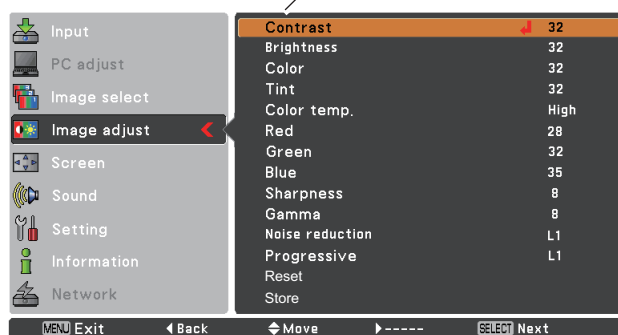 Input
PC adjust
Image select
Image adjust
Screen
Sound
Setting
Information
Network
Contrast 32
Brightness 32
Color 32
Tint 32
Color temp. High
Red 28
Green 32
Blue 35
Sharpness 8
Gamma 8
Noise reduction L1
Progressive L1
Reset
Store
MENU Exit Back Move ----- SELECT Next